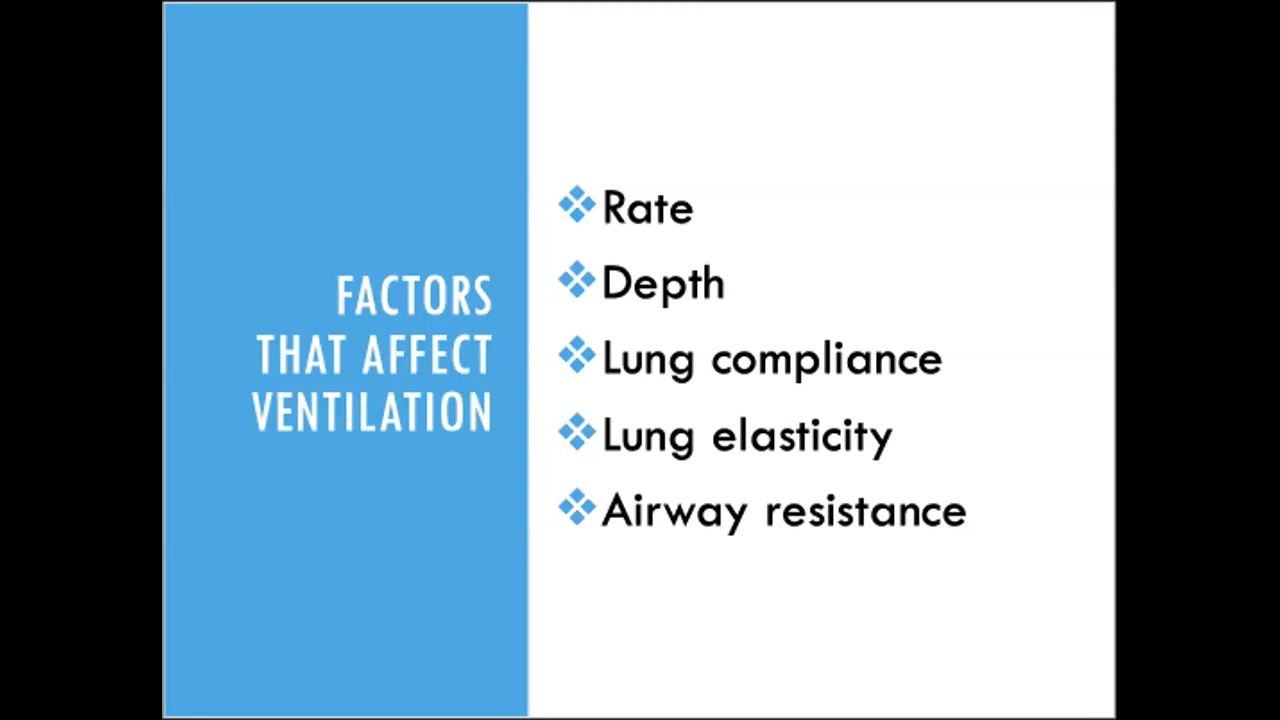 FACTORS
THAT AFFECT
VENTILATION
Rate
Depth
Lung compliance
Lung elasticity
Airway resistance